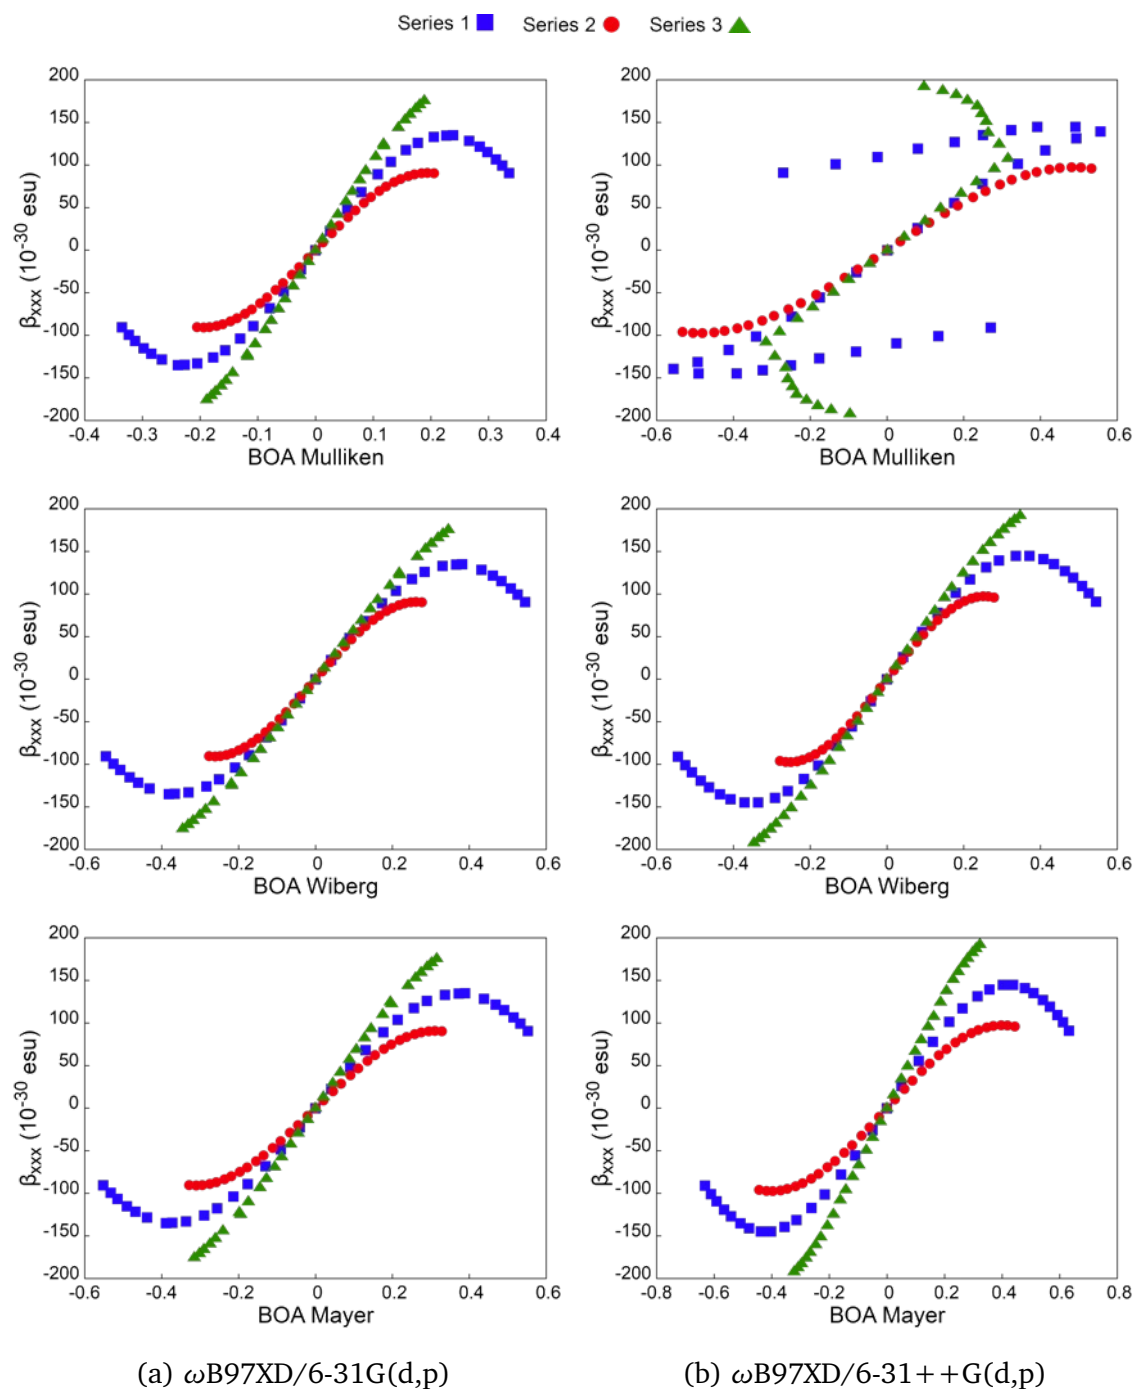 Series 1 Series 2 Series 3
200 200
150 150
100 100
50 50
0 0
-50 -50
-100 -100
-150 -150
-200 -200
βxxx (10-30 esu) βxxx (10-30 esu)
-0.4 -0.3 -0.2 -0.1 0 0.1 0.2 0.3 0.4 -0.6 -0.4 -0.2 0 0.2 0.4 0.6
BOA Mulliken BOA Mulliken
200 200
150 150
100 100
50 50
0 0
-50 -50
-100 -100
-150 -150
-200 -200
βxxx (10-30 esu) βxxx (10-30 esu)
-0.6 -0.4 -0.2 0 0.2 0.4 0.6 -0.6 -0.4 -0.2 0 0.2 0.4 0.6
BOA Wiberg BOA Wiberg
200 200
150 150
100 100
50 50
0 0
-50 -50
-100 -100
-150 -150
-200 -200
βxxx (10-30 esu) βxxx (10-30 esu)
-0.6 -0.4 -0.2 0 0.2 0.4 0.6 -0.8 -0.6 -0.4 -0.2 0 0.2 0.4 0.6 0.8
BOA Mayer BOA Mayer
(a) ωB97XD/6-31G(d,p) (b) ωB97XD/6-31++G(d,p)